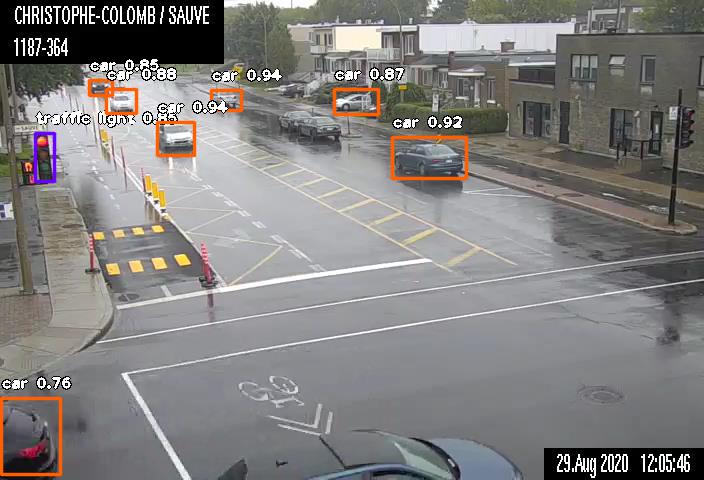 CHRISTOPHE-COLOMB / SAUVE
1187-364
car 0.85
car 0.88
car 0.94
car 0.87
car 0.94
traffic light 0.85
car 0.92
SAUVE
car 0.76
29.Aug 2020 12:05:46